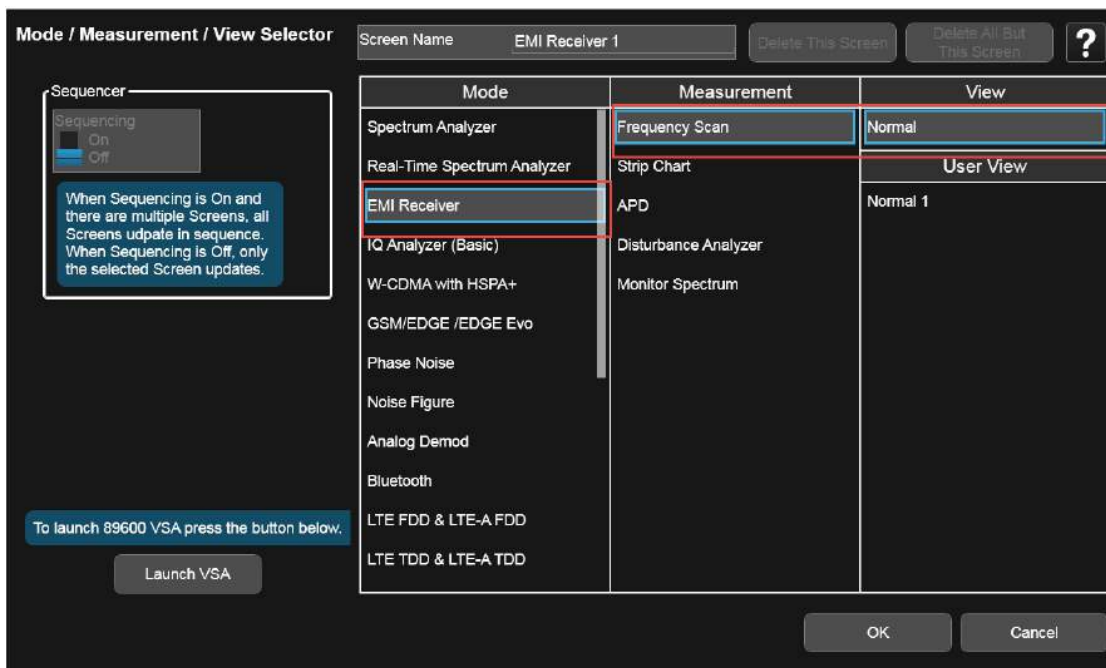 Mode / Measurement / View Selector
Screen Name
EMI Receiver 1
Delete This Screen
Delete All But
This Screen
?
Sequencer
Sequencing
On
Off
When Sequencing is On and
there are multiple Screens, all
Screens udpate in sequence.
When Sequencing is Off, only
the selected Screen updates.
To launch 89600 VSA press the button below.
Launch VSA
Mode
Spectrum Analyzer
Real-Time Spectrum Analyzer
EMI Receiver
IQ Analyzer (Basic)
W-CDMA with HSPA+
GSM/EDGE /EDGE Evo
Phase Noise
Noise Figure
Analog Demod
Bluetooth
LTE FDD & LTE-A FDD
LTE TDD & LTE-A TDD
Measurement
Frequency Scan
Strip Chart
APD
Disturbance Analyzer
Monitor Spectrum
View
Normal
User View
Normal 1
OK
Cancel